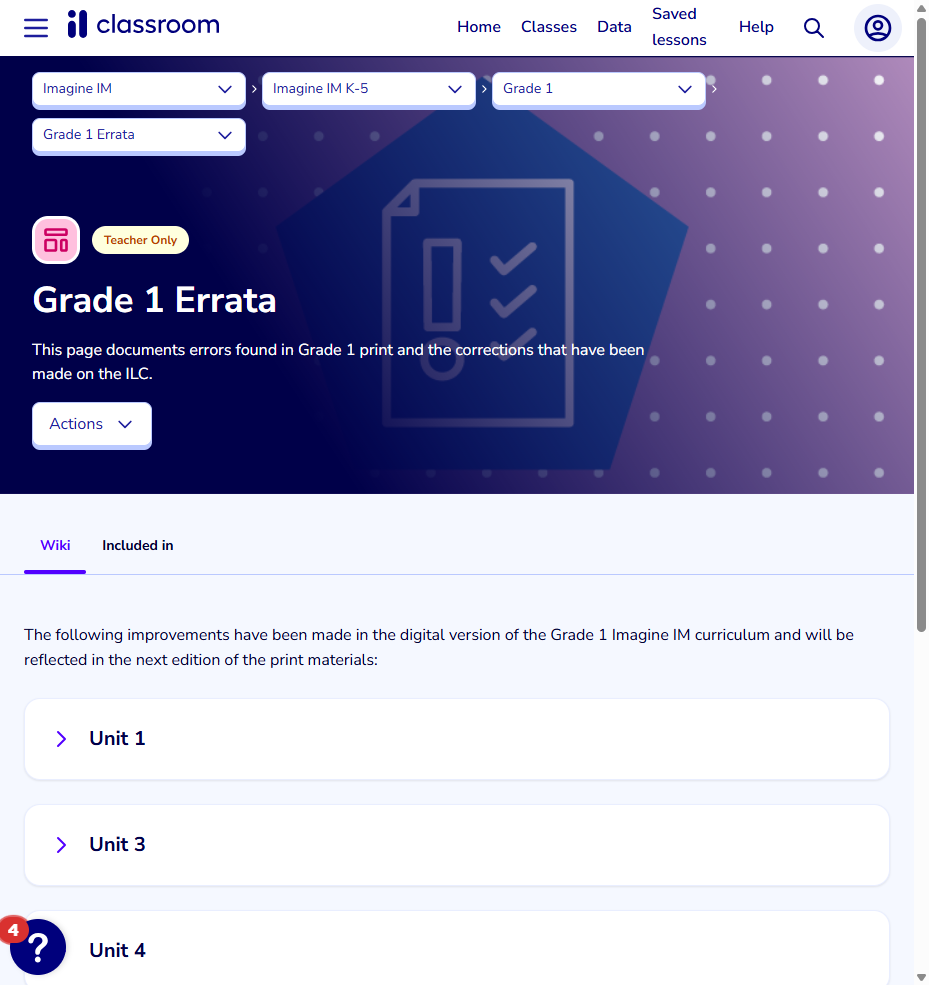 classroom
Home Classes Data Saved lessons Help
Imagine IM
Imagine IM K-5
Grade 1
Grade 1 Errata
Teacher Only
Grade 1 Errata
This page documents errors found in Grade 1 print and the corrections that have been
made on the ILC.
Actions
Wiki Included in
The following improvements have been made in the digital version of the Grade 1 Imagine IM curriculum and will be
reflected in the next edition of the print materials:
Unit 1
Unit 3
Unit 4
4
?